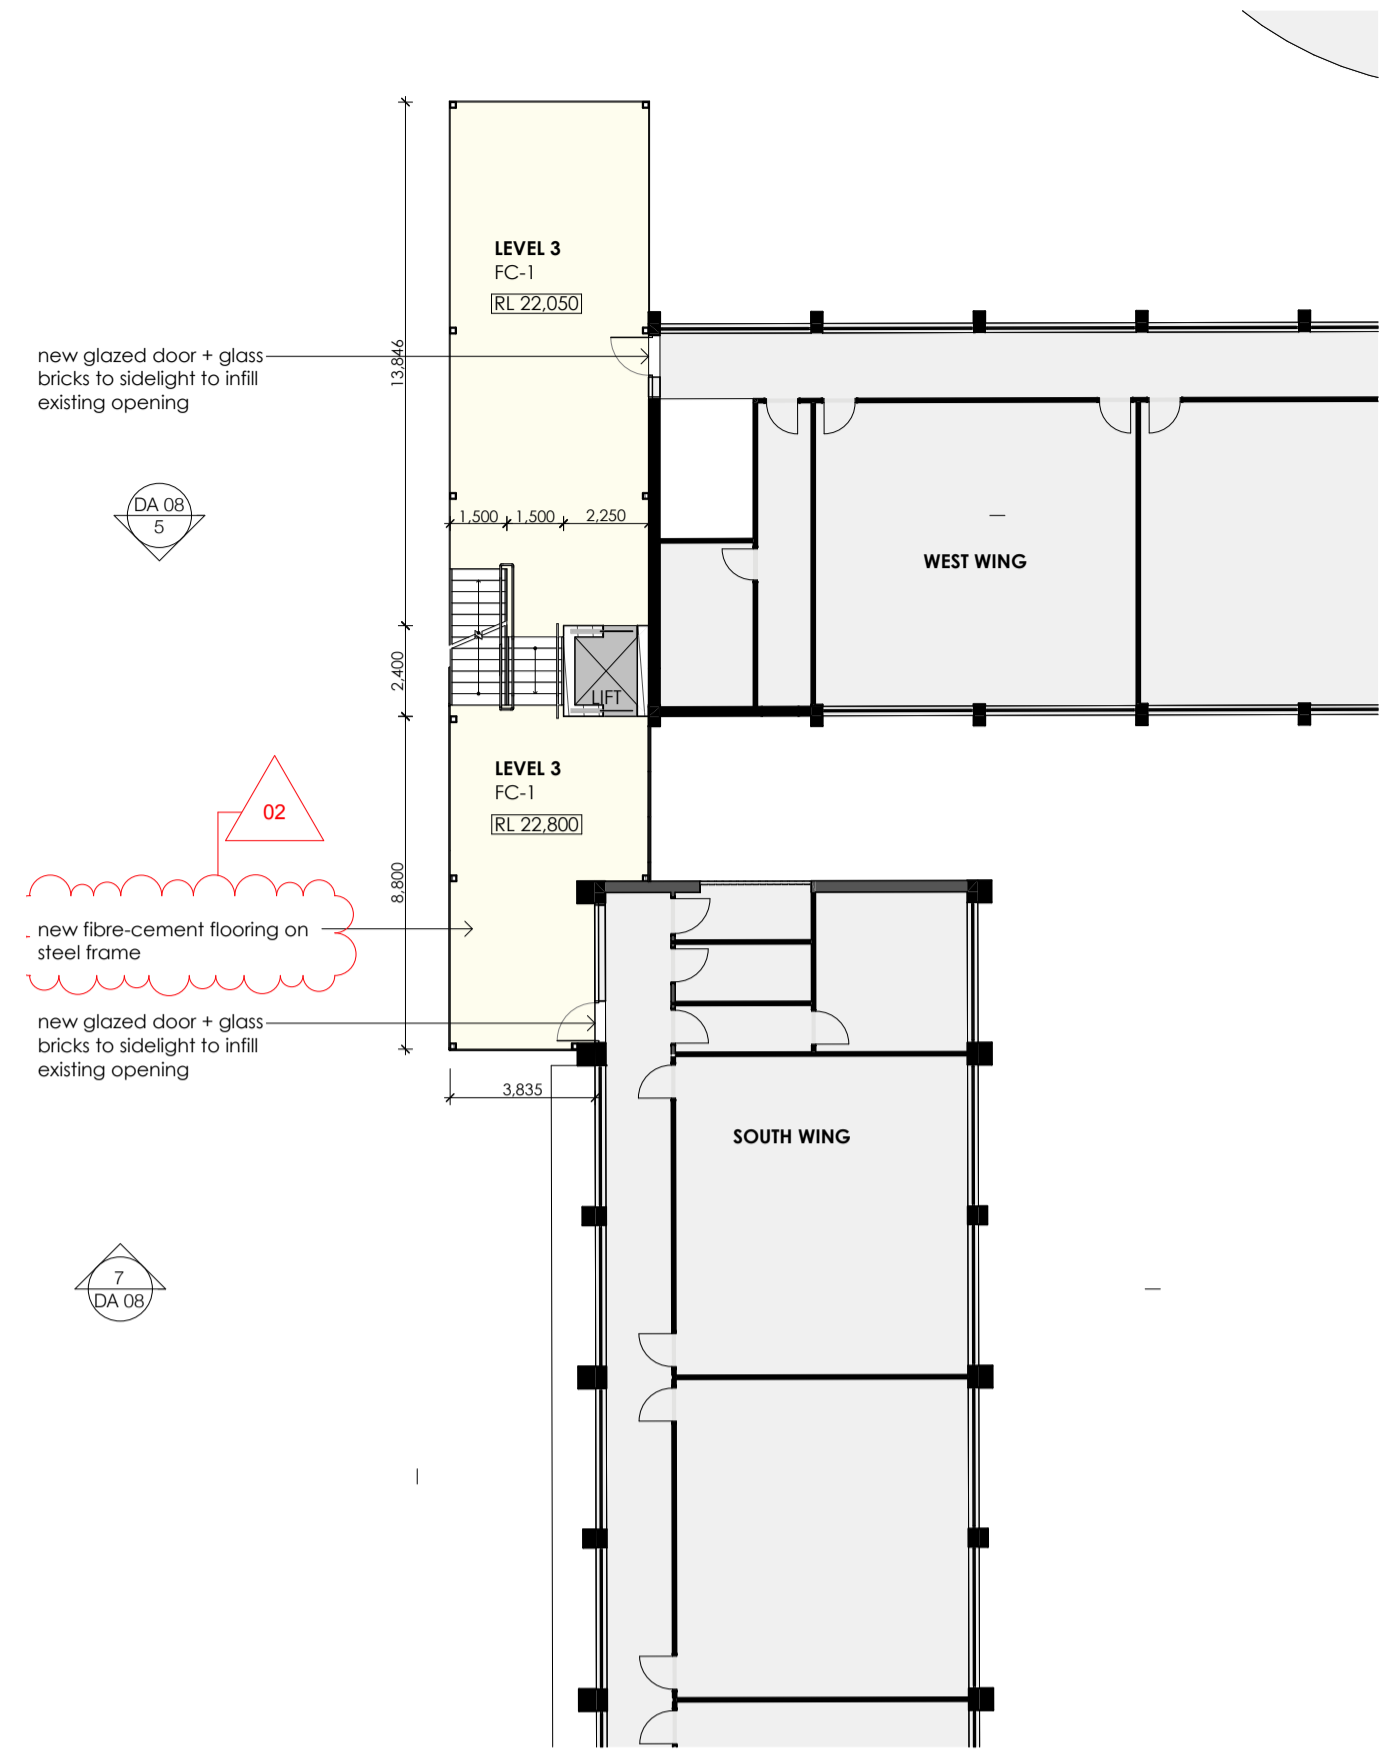 LEVEL 3
FC-1
RL 22,050
new glazed door + glass
bricks to sidelight to infill
existing opening
13,846
DA 08
5
1,500
1,500
2,250
WEST WING
2,400
LIFT
LEVEL 3
FC-1
RL 22,800
02
8,800
new fibre-cement flooring on
steel frame
new glazed door + glass
bricks to sidelight to infill
existing opening
3,835
SOUTH WING
7
DA 08